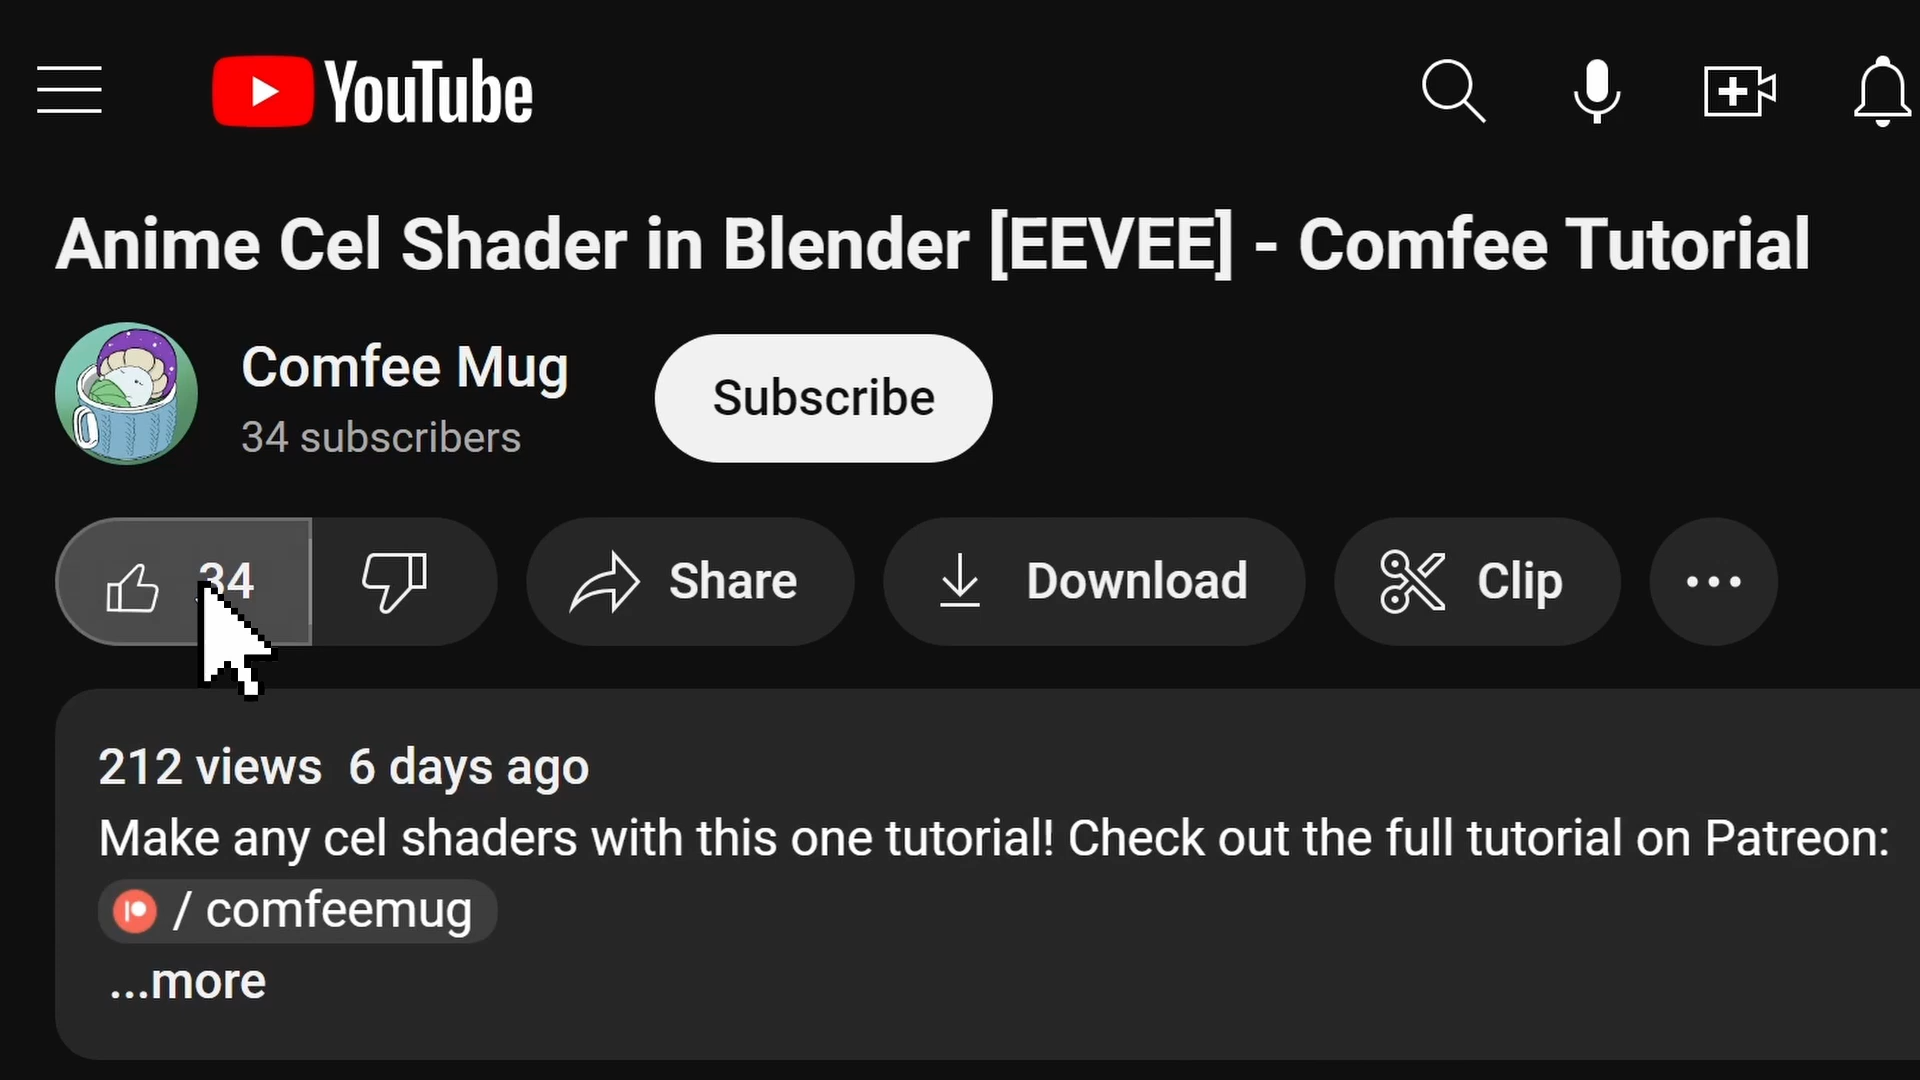 YouTube
Anime Cel Shader in Blender [EEVEE] - Comfee Tutorial
Comfee Mug
34 subscribers
Subscribe
34
Share
Download
Clip
212 views 6 days ago
Make any cel shaders with this one tutorial! Check out the full tutorial on Patreon:
/ comfeemug
...more